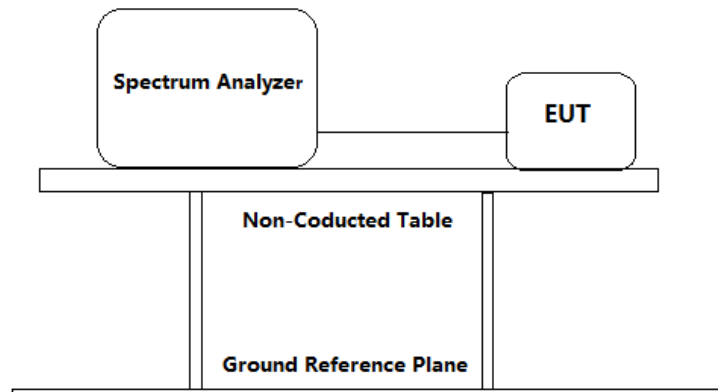 Spectrum Analyzer
EUT
Non-Coducted Table
Ground Reference Plane